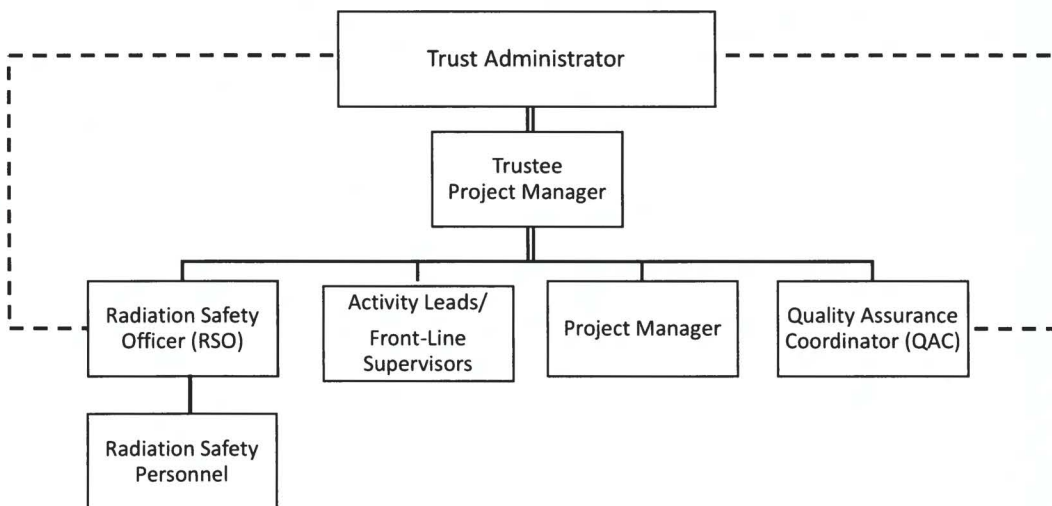 Trust Administrator
Trustee
Project Manager
Radiation Safety
Officer (RSO)
Activity Leads/
Front-Line
Supervisors
Project Manager
Quality Assurance
Coordinator (QAC)
Radiation Safety
Personnel